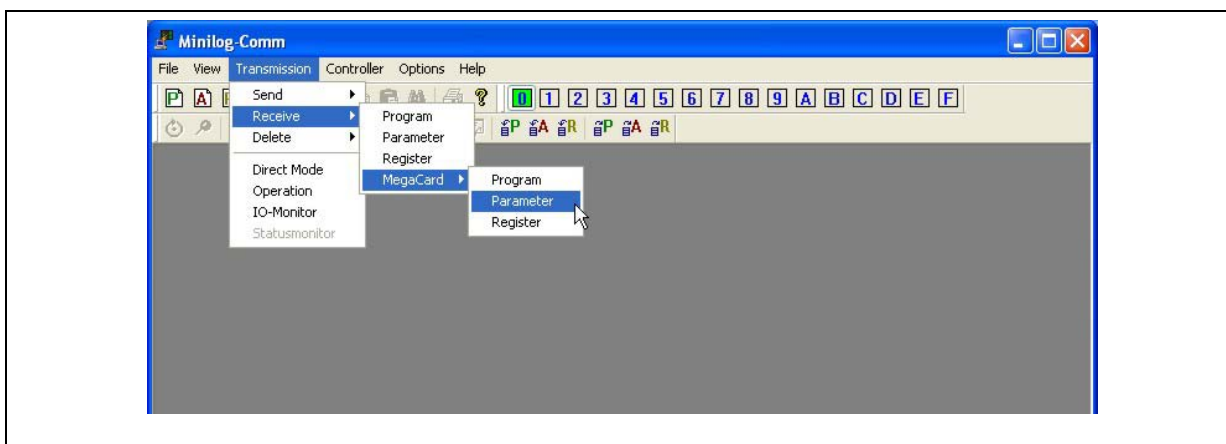 Minilog-Comm
File View Transmission Controller Options Help
P A 0 1 2 3 4 5 6 7 8 9 A B C D E F
P A R P A R
Send
Receive
Delete
Direct Mode
Operation
IO-Monitor
Statusmonitor
Program
Parameter
Register
MegaCard
Program
Parameter
Register